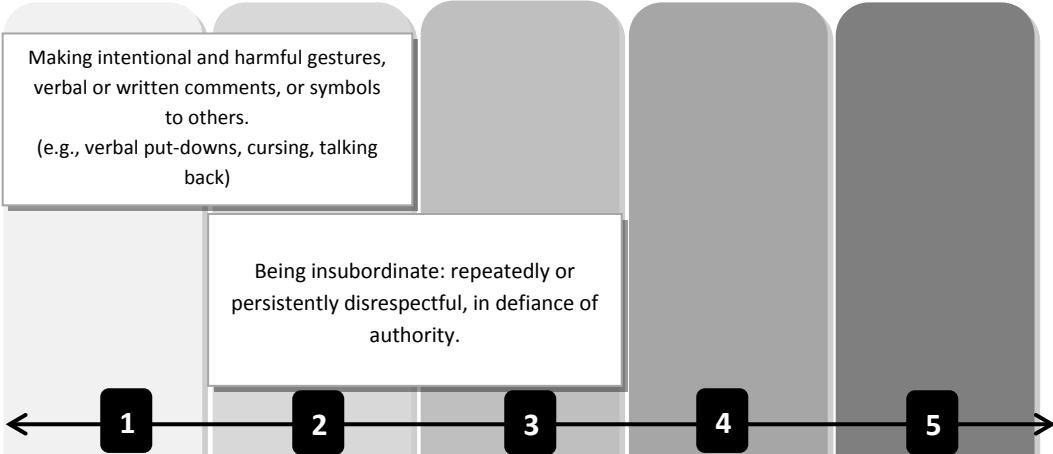 Making intentional and harmful gestures,
verbal or written comments, or symbols
to others.
(e.g., verbal put-downs, cursing, talking
back)
Being insubordinate: repeatedly or
persistently disrespectful, in defiance of
authority.
1 2 3 4 5